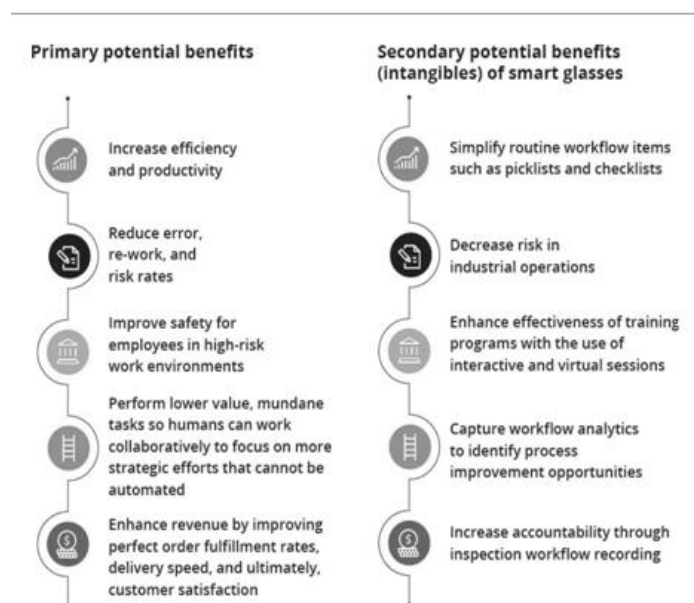 Primary potential benefits
Increase efficiency
and productivity
Reduce error,
re-work, and
risk rates
Improve safety for
employees in high-risk
work environments
Perform lower value, mundane
tasks so humans can work
collaboratively to focus on more
strategic efforts that cannot be
automated
Enhance revenue by improving
perfect order fulfillment rates,
delivery speed, and ultimately,
customer satisfaction
Secondary potential benefits
(intangibles) of smart glasses
Simplify routine workflow items
such as picklists and checklists
Decrease risk in
industrial operations
Enhance effectiveness of training
programs with the use of
interactive and virtual sessions
Capture workflow analytics
to identify process
improvement opportunities
Increase accountability through
inspection workflow recording